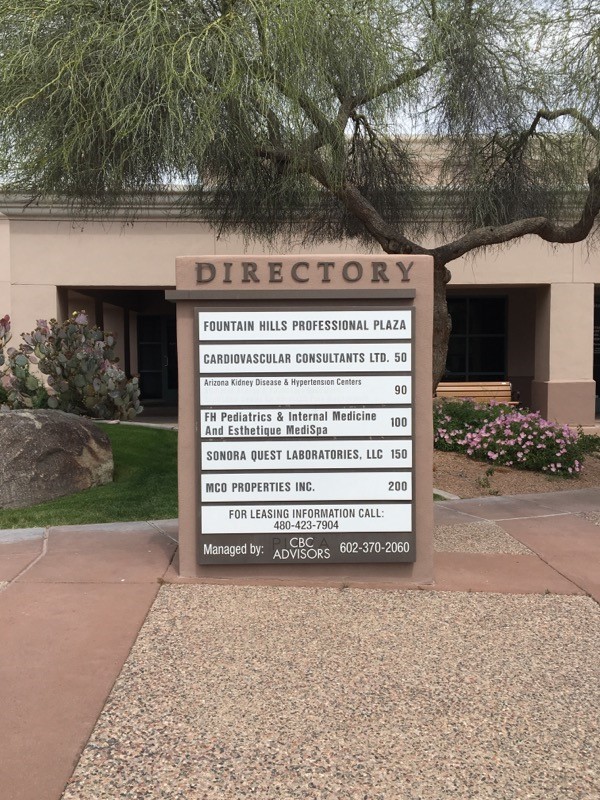 DIRECTORY
FOUNTAIN HILLS PROFESSIONAL PLAZA
CARDIOVASCULAR CONSULTANTS LTD. 50
Arizona Kidney Disease & Hypertension Centers
90
FH Pediatrics & Internal Medicine
And Esthetique MediSpa 100
SONORA QUEST LABORATORIES, LLC 150
MCO PROPERTIES INC. 200
FOR LEASING INFORMATION CALL:
480-423-7904
Managed by: CBC ADVISORS 602-370-2060